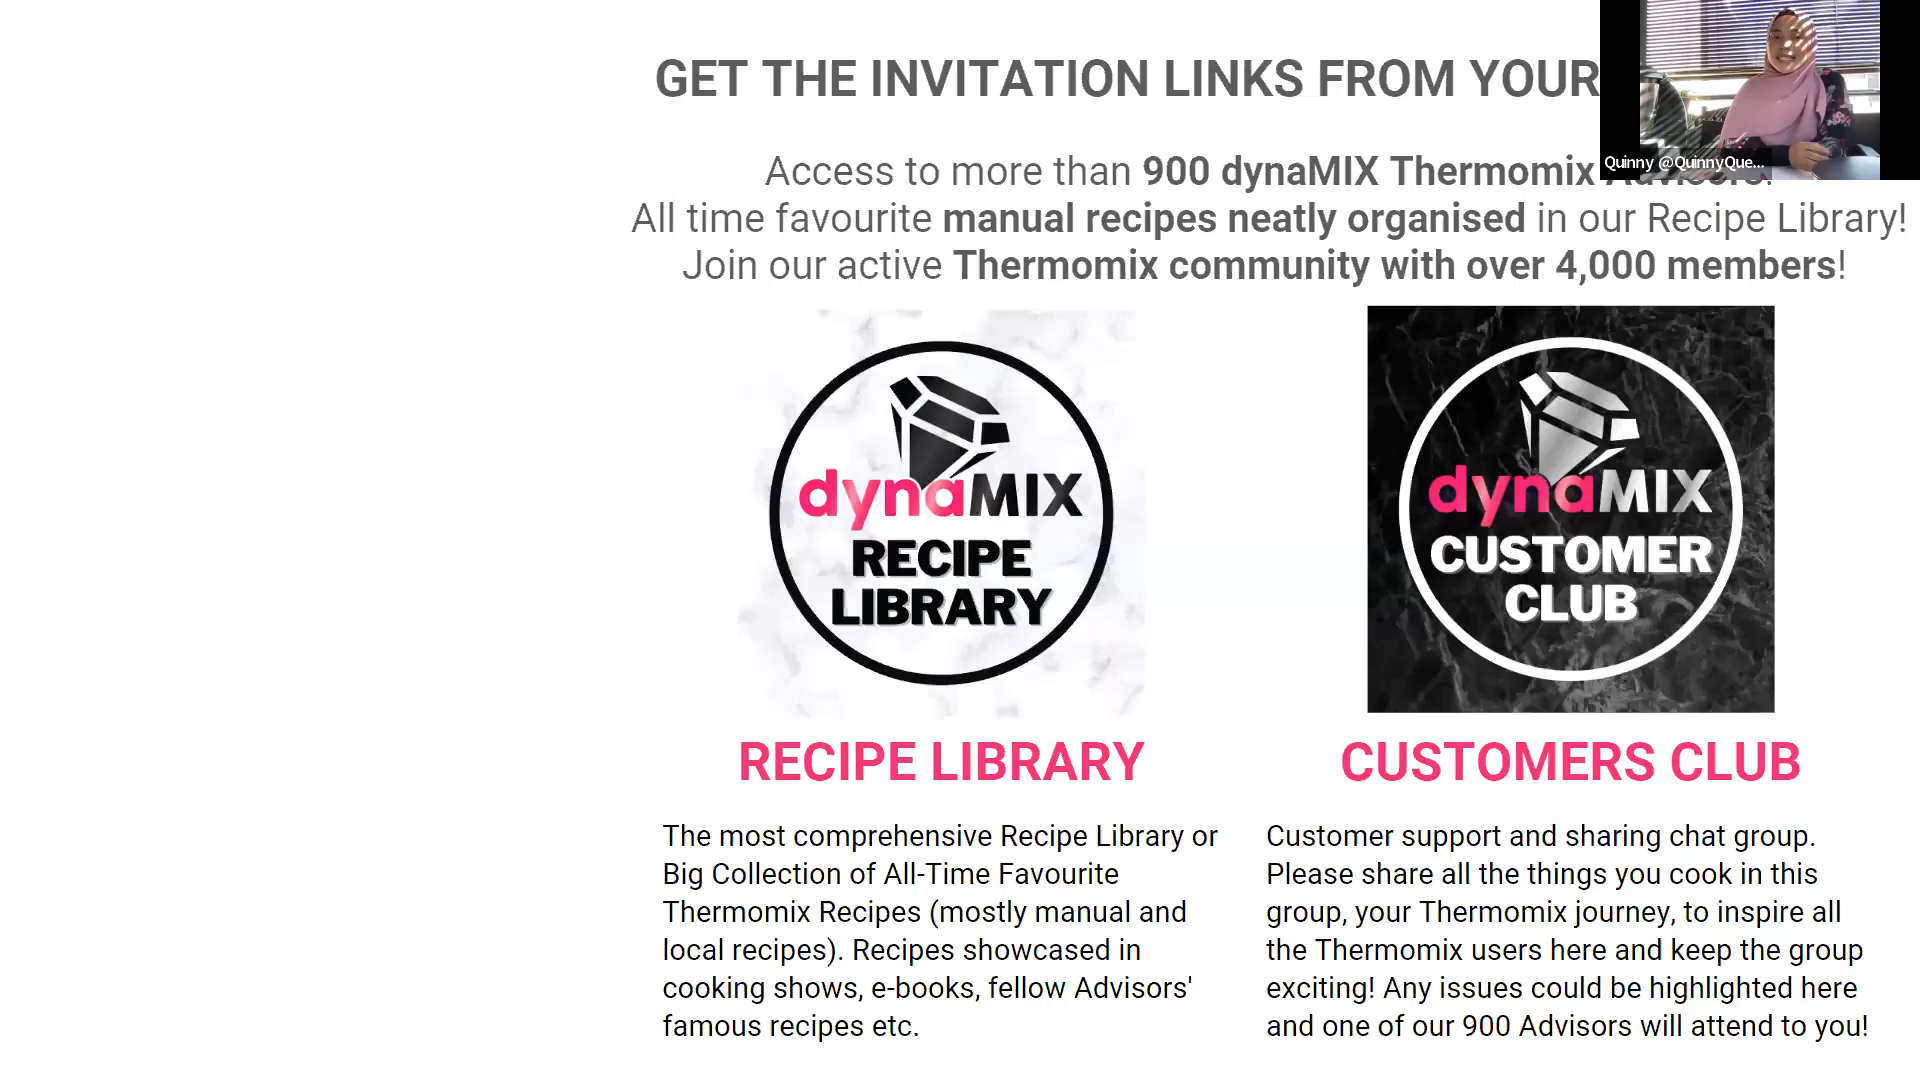 GET THE INVITATION LINKS FROM YOUR
Quinny @QuinnyQue...
Access to more than 900 dynaMIX Thermomix
All time favourite manual recipes neatly organised in our Recipe Library!
Join our active Thermomix community with over 4,000 members!
dynaMIX
RECIPE
LIBRARY
dynaMIX
CUSTOMER
CLUB
RECIPE LIBRARY
The most comprehensive Recipe Library or
Big Collection of All-Time Favourite
Thermomix Recipes (mostly manual and
local recipes). Recipes showcased in
cooking shows, e-books, fellow Advisors'
famous recipes etc.
CUSTOMERS CLUB
Customer support and sharing chat group.
Please share all the things you cook in this
group, your Thermomix journey, to inspire all
the Thermomix users here and keep the group
exciting! Any issues could be highlighted here
and one of our 900 Advisors will attend to you!